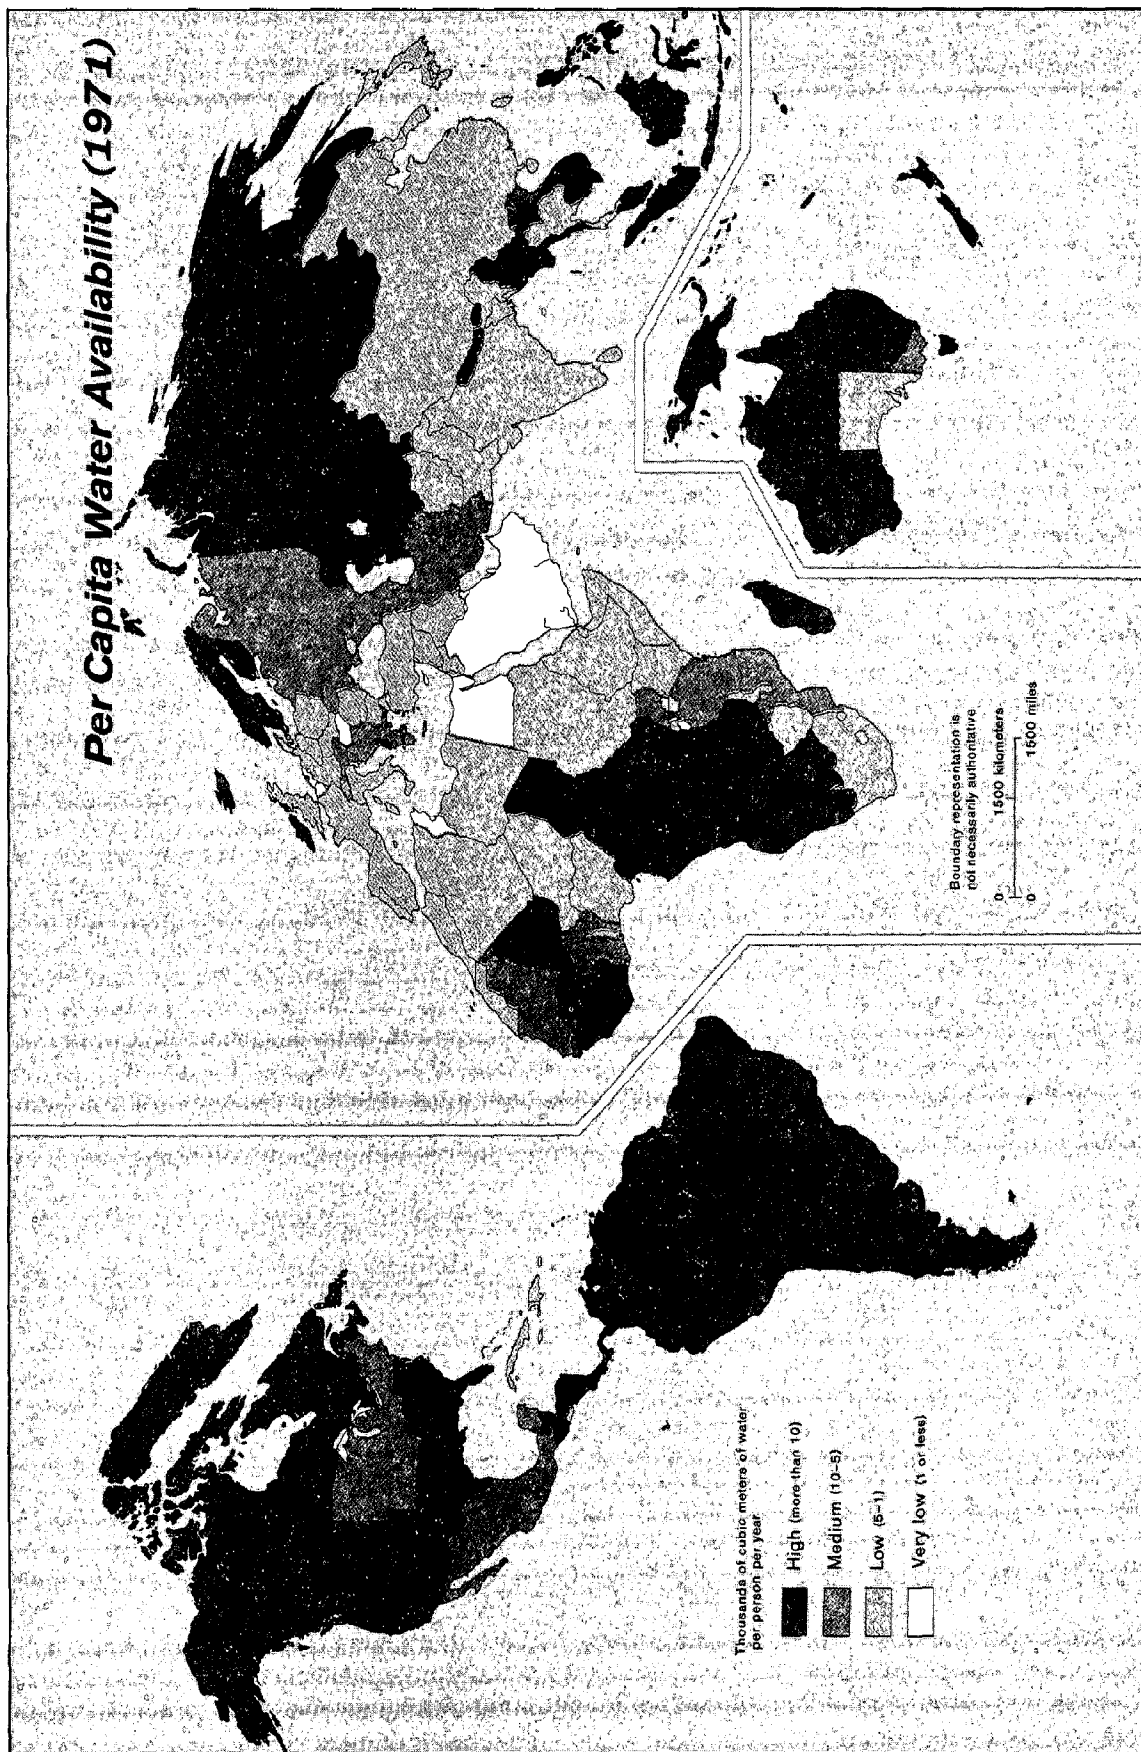 Per Capita Water Availability (1971)
Boundary representation is
not necessarily authoritative
0 1500 kilometers
0 1500 miles
Thousands of cubic meters of water
per person per year
High (more than 10)
Medium (10-5)
Low (5-1)
Very low (1 or less)